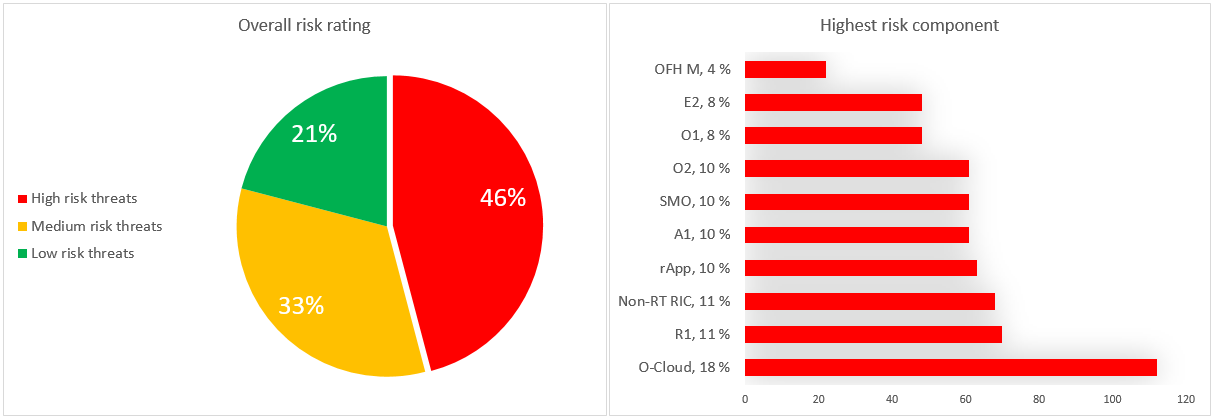 Overall risk rating
21%
46%
33%
High risk threats
Medium risk threats
Low risk threats
Highest risk component
OFH M, 4 %
E2, 8 %
O1, 8 %
O2, 10 %
SMO, 10 %
A1, 10 %
rApp, 10 %
Non-RT RIC, 11 %
R1, 11 %
O-Cloud, 18 %
0 20 40 60 80 100 120